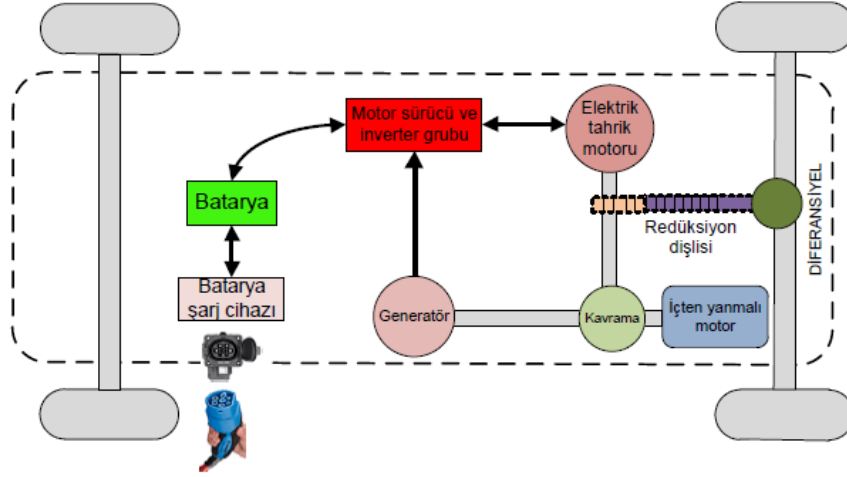 Motor sürücü ve
inverter grubu
Elektrik
tahrik
motoru
Batarya
Redüksiyon
dişlisi
DİFERANSİYEL
Batarya
şarj cihazı
Generatör
Kavrama
İçten yanmalı
motor